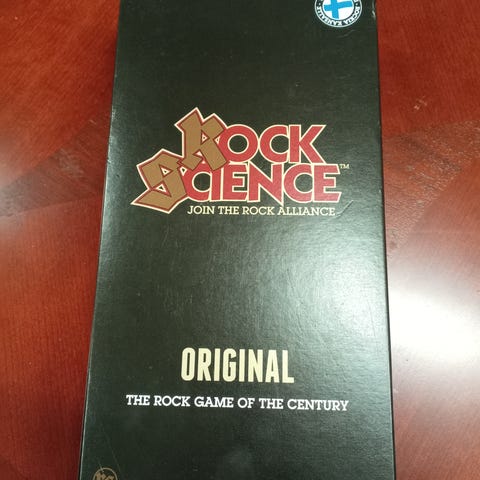 ROCK
SCIENCE™
JOIN THE ROCK ALLIANCE
ORIGINAL
THE ROCK GAME OF THE CENTURY